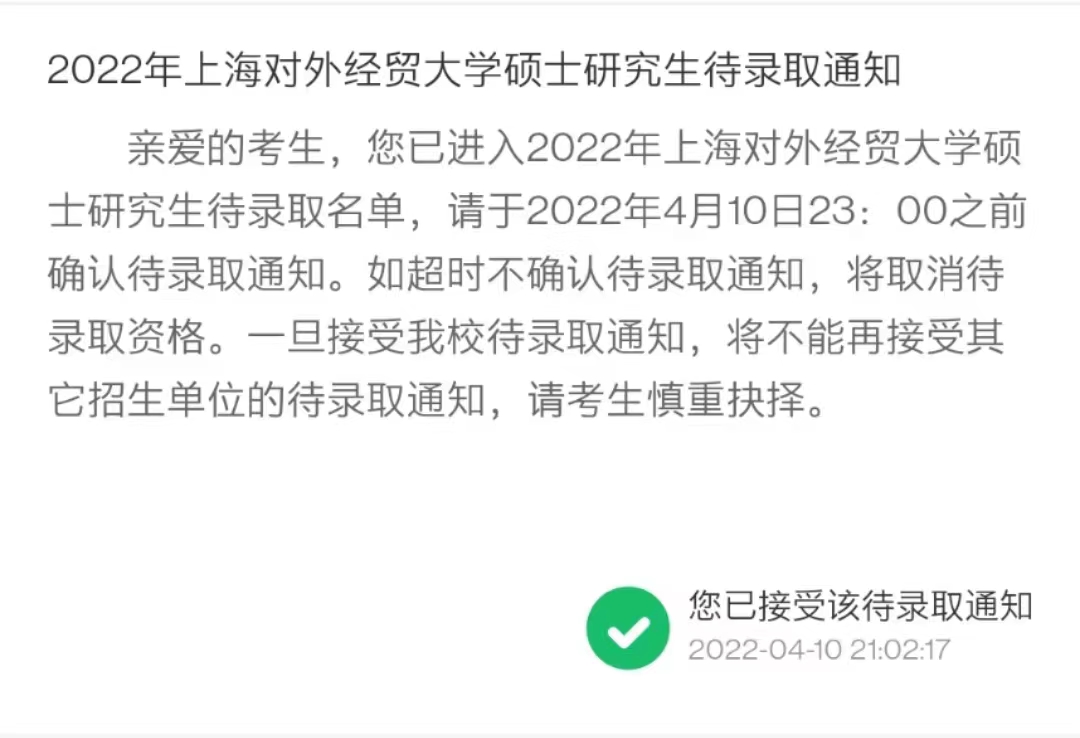 2022年上海对外经贸大学硕士研究生待录取通知
亲爱的考生，您已进入2022年上海对外经贸大学硕
士研究生待录取名单，请于2022年4月10日23：00之前
确认待录取通知。如超时不确认待录取通知，将取消待
录取资格。一旦接受我校待录取通知，将不能再接受其
它招生单位的待录取通知，请考生慎重抉择。
您已接受该待录取通知
2022-04-10 21:02:17